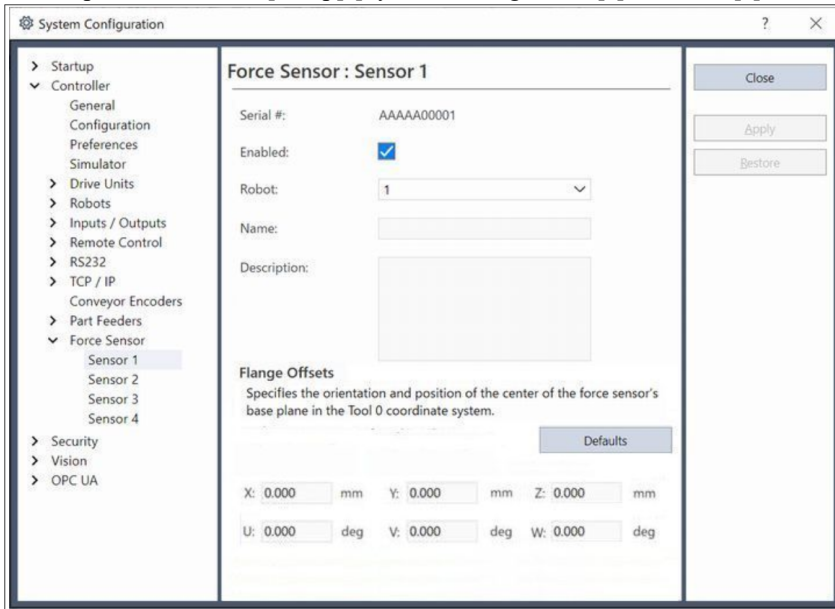 System Configuration
?
Startup
Controller
General
Configuration
Preferences
Simulator
Drive Units
Robots
Inputs / Outputs
Remote Control
RS232
TCP / IP
Conveyor Encoders
Part Feeders
Force Sensor
Sensor 1
Sensor 2
Sensor 3
Sensor 4
Security
Vision
OPC UA
Force Sensor : Sensor 1
Serial #: AAAAA00001
Enabled:
Robot: 1
Name:
Description:
Flange Offsets
Specifies the orientation and position of the center of the force sensor's
base plane in the Tool 0 coordinate system.
Defaults
X: 0.000 mm Y: 0.000 mm Z: 0.000 mm
U: 0.000 deg V: 0.000 deg W: 0.000 deg
Close
Apply
Restore